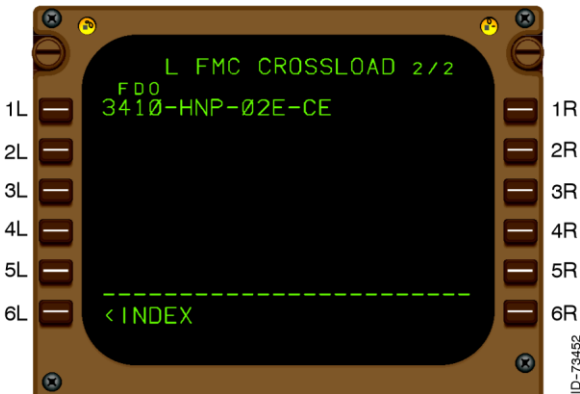 L FMC CROSSLOAD 2/2
FDO
1L 3410-HNP-02E-CE 1R
2L 2R
3L 3R
4L 4R
5L 5R
------------------------
6L <INDEX 6R
ID-73452